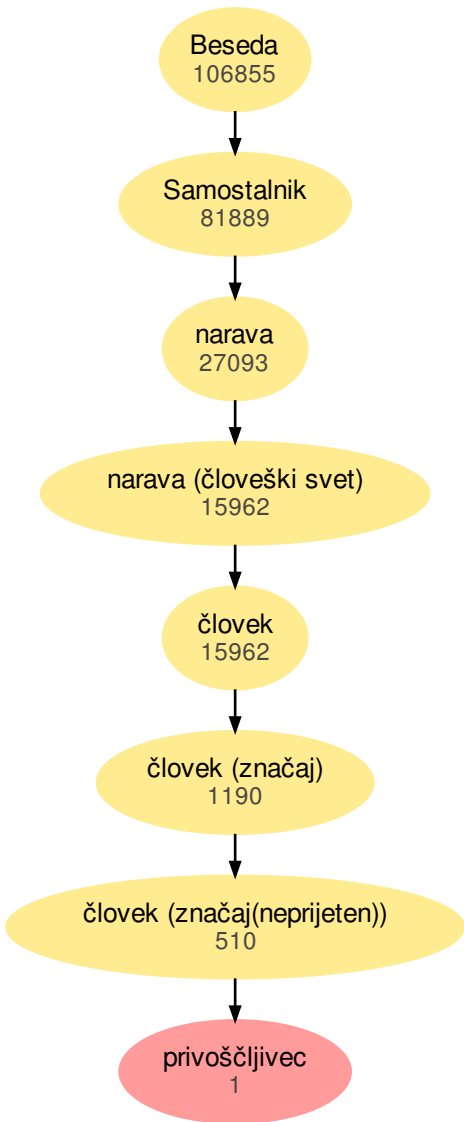 Beseda
106855
Samostalnik
81889
narava
27093
narava (človeški svet)
15962
človek
15962
človek (značaj)
1190
človek (značaj(neprijeten))
510
privoščljivec
1